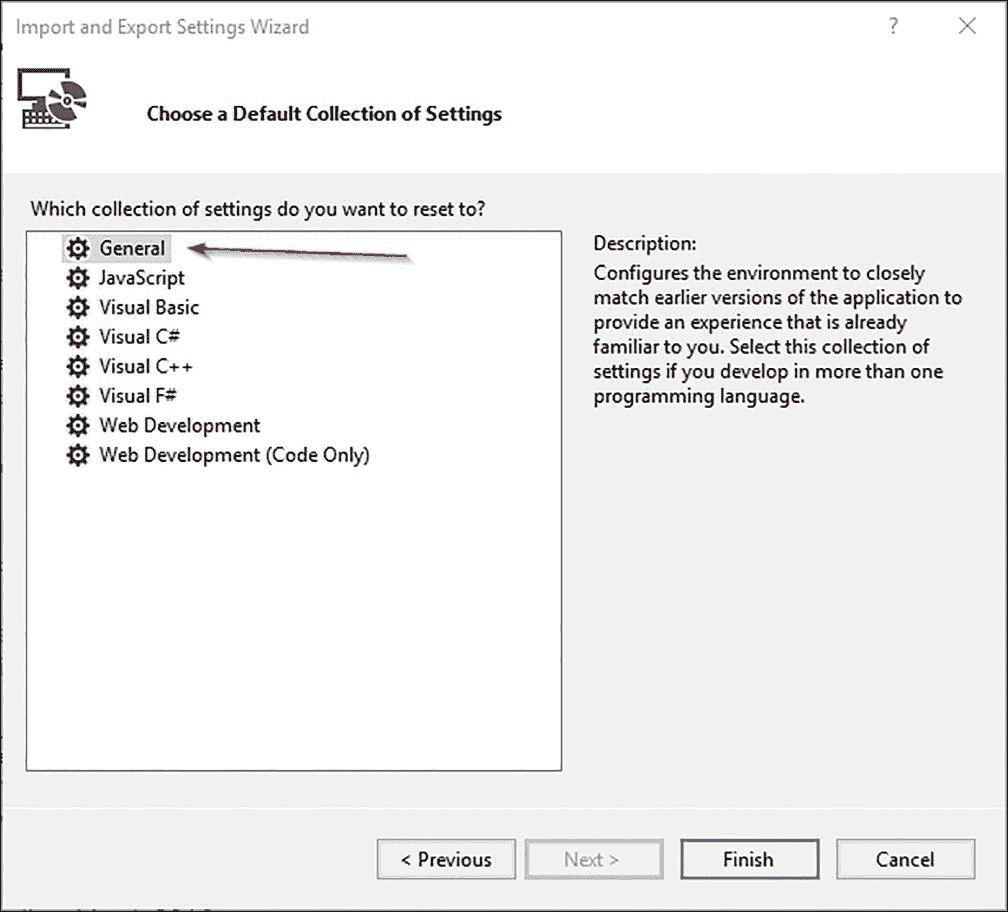 Import and Export Settings Wizard
?
Choose a Default Collection of Settings
Which collection of settings do you want to reset to?
General
JavaScript
Visual Basic
Visual C#
Visual C++
Visual F#
Web Development
Web Development (Code Only)
Description:
Configures the environment to closely
match earlier versions of the application to
provide an experience that is already
familiar to you. Select this collection of
settings if you develop in more than one
programming language.
< Previous
Next >
Finish
Cancel